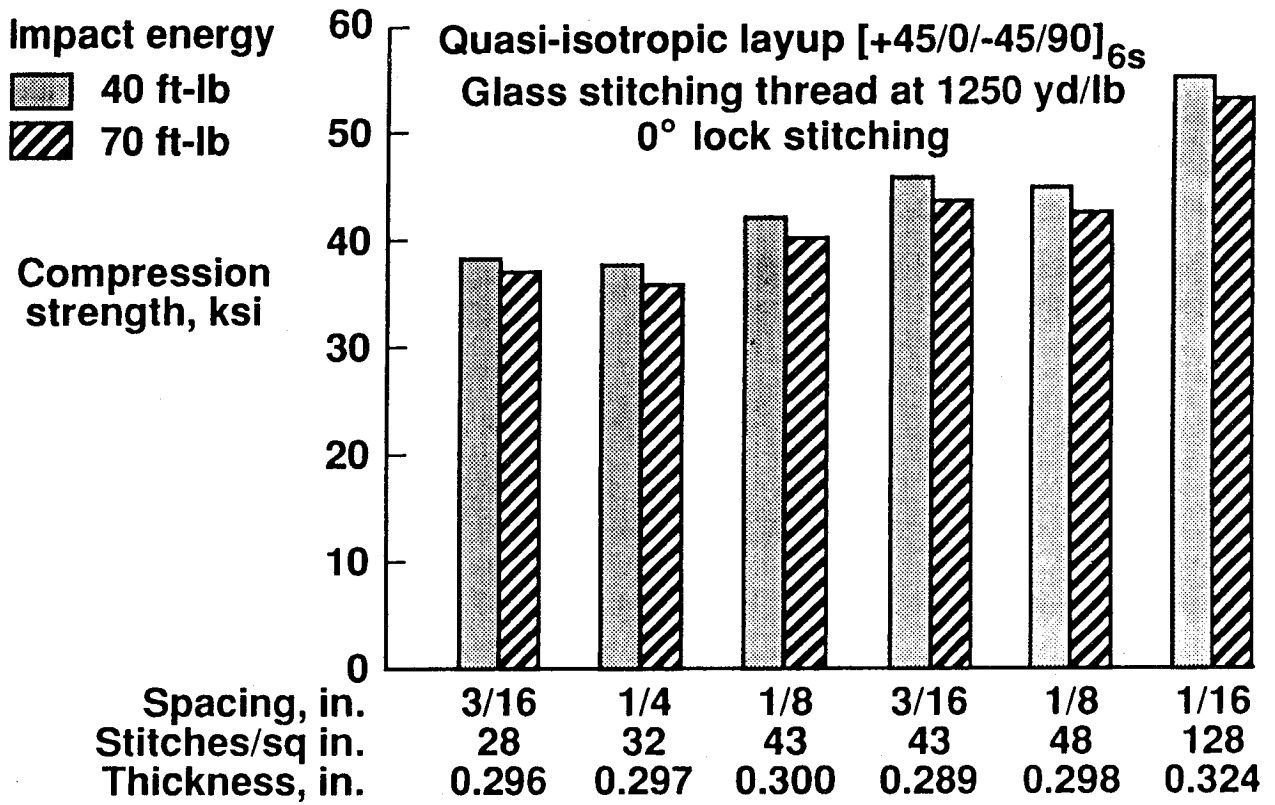 Impact energy
40 ft-lb
70 ft-lb
Quasi-isotropic layup [+45/0/-45/90]6s
Glass stitching thread at 1250 yd/lb
0° lock stitching
Compression
strength, ksi
60
50
40
30
20
10
0
Spacing, in. 3/16 1/4 1/8 3/16 1/8 1/16
Stitches/sq in. 28 32 43 43 48 128
Thickness, in. 0.296 0.297 0.300 0.289 0.298 0.324